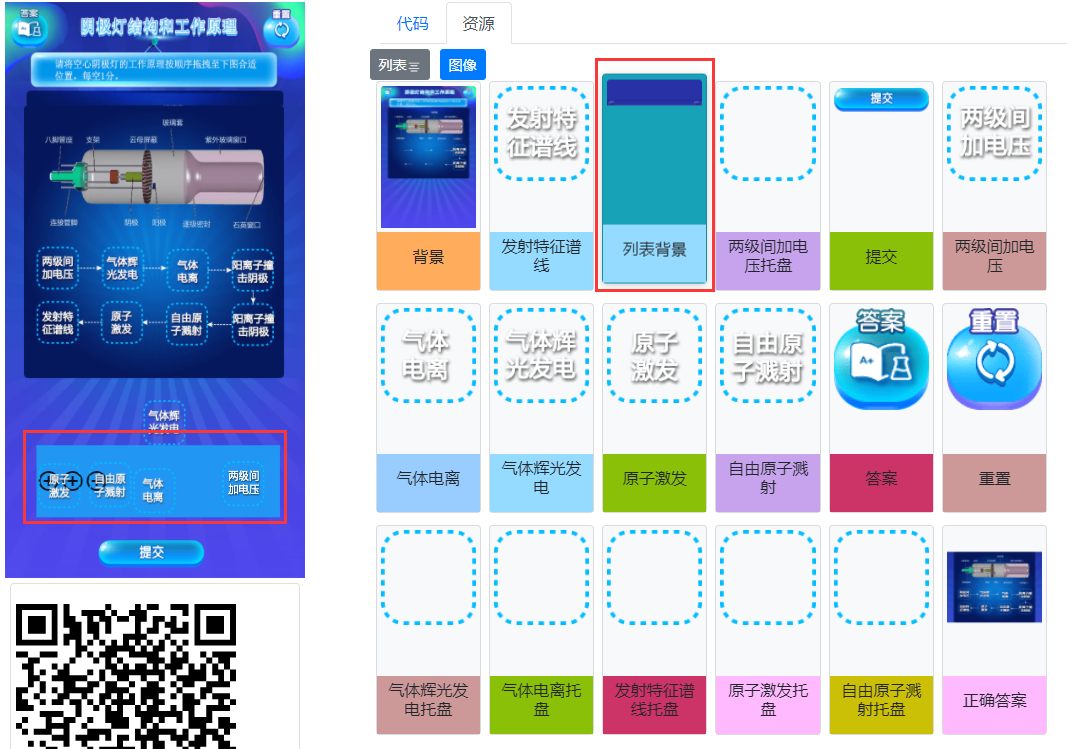 答案
阴极灯结构和工作原理
重置
请将空心阴极灯的工作原理按顺序拖拽至下图合适
位置。每空1分。
玻璃套
八脚管座
支架
云母屏蔽
紫外玻璃窗口
连接管脚
阴极
阳极
逐级密封
石英窗口
两级间
加电压
气体辉
光发电
气体
电离
阳离子撞
击阴极
发射特
征谱线
原子
激发
自由原
子溅射
阳离子撞
击阴极
气体辉
光发电
原子
激发
自由原
子溅射
气体
电离
两级间
加电压
提交
代码
资源
列表
图像
背景
发射特
征谱线
发射特征谱
线
列表背景
两级间加电
压托盘
提交
提交
两级间
加电压
两级间加电
压
气体
电离
气体电离
气体辉
光发电
气体辉光发
电
原子
激发
原子激发
自由原
子溅射
自由原子溅
射
答案
A+
答案
重置
重置
气体辉光发
电托盘
气体电离托
盘
发射特征谱
线托盘
原子激发托
盘
自由原子溅
射托盘
正确答案